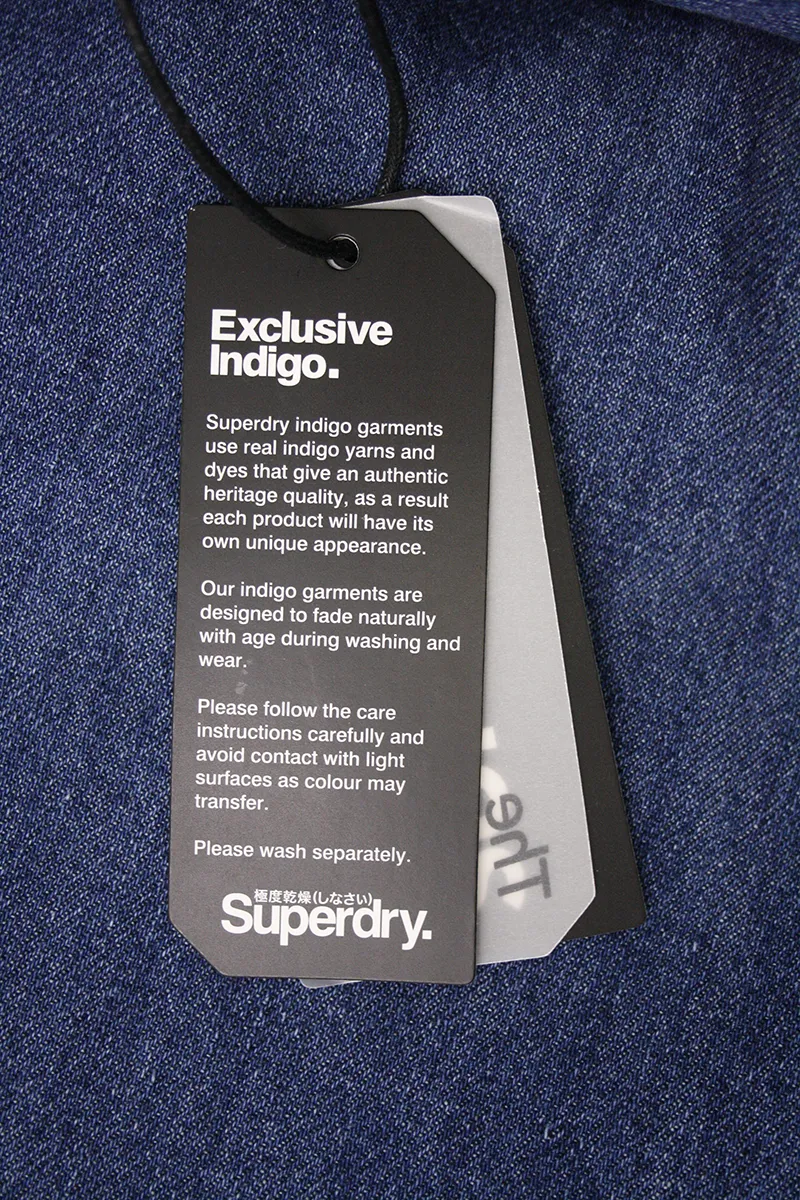 Exclusive
Indigo.
Superdry indigo garments
use real indigo yarns and
dyes that give an authentic
heritage quality, as a result
each product will have its
own unique appearance.
Our indigo garments are
designed to fade naturally
with age during washing and
wear.
Please follow the care
instructions carefully and
avoid contact with light
surfaces as colour may
transfer.
Please wash separately.
極度乾燥(しなさい)
Superdry.
The